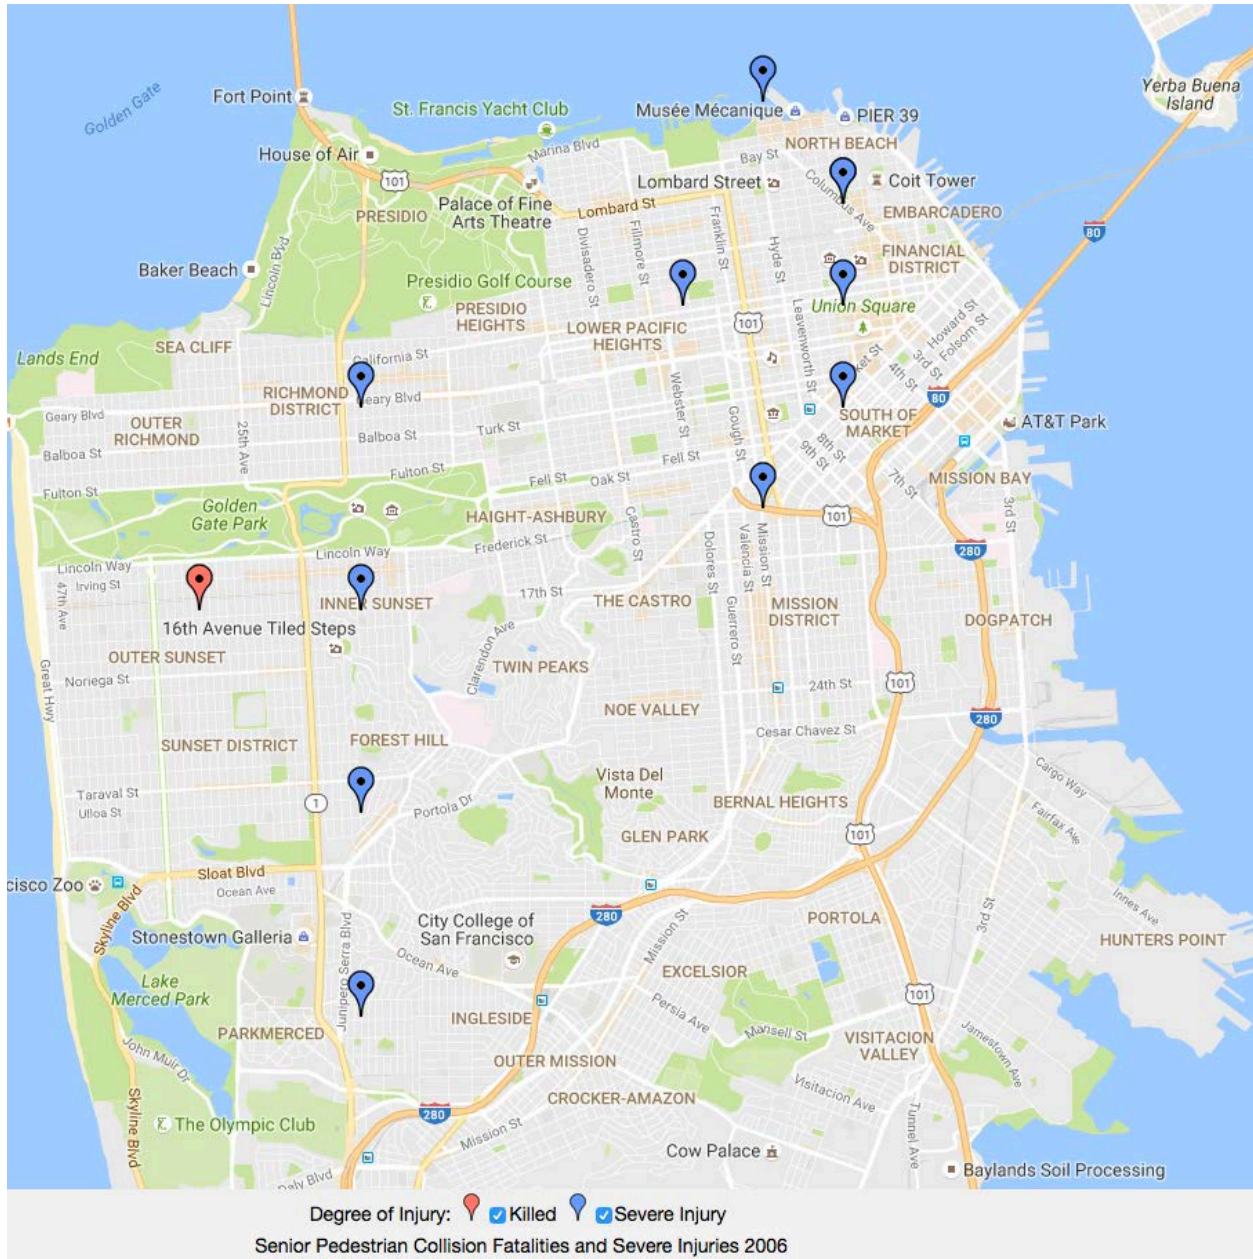 Golden Gate
Fort Point
St. Francis Yacht Club
Musée Mécanique
PIER 39
Yerba Buena
Island
House of Air
101
Marina Blvd
Bay St
NORTH BEACH
Lombard Street
Columbus Ave
Coit Tower
PRESIDIO
Palace of Fine
Arts Theatre
Lombard St
Franklin St
EMBARCADERO
80
Lincoln Blvd
Divisadero St
Fillmore St
Hyde St
FINANCIAL
DISTRICT
Baker Beach
Presidio Golf Course
PRESIDIO
HEIGHTS
LOWER PACIFIC
HEIGHTS
101
Leavenworth St
Union Square
Howard St
Folsom St
Lands End
SEA CLIFF
California St
ket St
3rd St
4th St
80
RICHMOND
DISTRICT
Geary Blvd
eary Blvd
Webster St
Gough St
SOUTH OF
MARKET
AT&T Park
OUTER
RICHMOND
25th Ave
Balboa St
Turk St
8th St
9th St
Balboa St
Fulton St
Fell St
Fell St
Oak St
7th St
MISSION BAY
Fulton St
Golden
Gate Park
HAIGHT-ASHBURY
Castro St
101
3rd St
Lincoln Way
Frederick St
Dolores St
Valencia St
Mission St
280
Lincoln Way
Irving St
47th Ave
INNER SUNSET
17th St
THE CASTRO
Guerrero St
MISSION
DISTRICT
DOGPATCH
16th Avenue Tiled Steps
OUTER SUNSET
Clarendon Ave
TWIN PEAKS
Great Hwy
Noriega St
24th St
101
NOE VALLEY
280
SUNSET DISTRICT
FOREST HILL
Cesar Chavez St
Cargo Way
Vista Del
Monte
Taraval St
Ulloa St
1
Portola Dr
BERNAL HEIGHTS
Fairfax Ave
GLEN PARK
101
cisco Zoo
Sloat Blvd
Ocean Ave
Innes Ave
Skyline Blvd
Stonestown Galleria
City College of
San Francisco
280
Mission St
PORTOLA
3rd St
HUNTERS POINT
Junipero Serra Blvd
Ocean Ave
EXCELSIOR
Lake
Merced Park
101
PARKMERCED
INGLESIDE
Persia Ave
Mansell St
VISITACION
VALLEY
Jamestown Ave
John Muir Dr
OUTER MISSION
Visitacion Ave
CROCKER-AMAZON
Skyline Blvd
The Olympic Club
280
Mission St
Tunnel Ave
Cow Palace
Baylands Soil Processing
Daly Blvd
Degree of Injury: Killed Severe Injury
Senior Pedestrian Collision Fatalities and Severe Injuries 2006